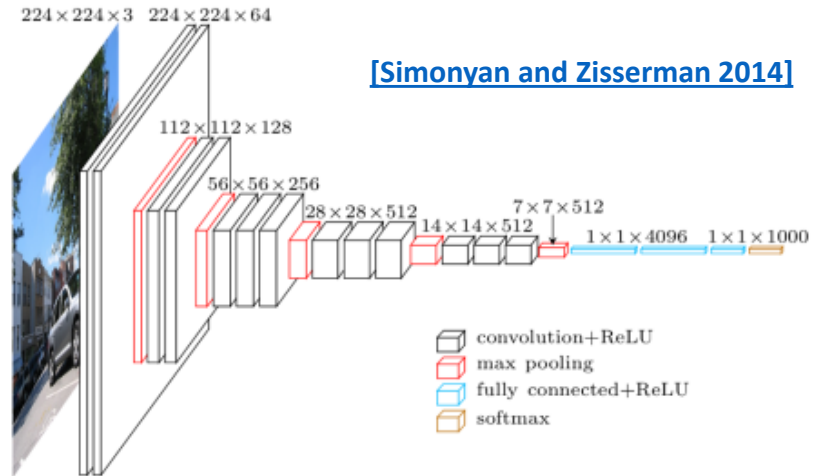 224×224×3
224×224×64
[Simonyan and Zisserman 2014]
112×112×128
56×56×256
28×28×512
14×14×512
7×7×512
1×1×4096
1×1×1000
convolution+ReLU
max pooling
fully connected+ReLU
softmax